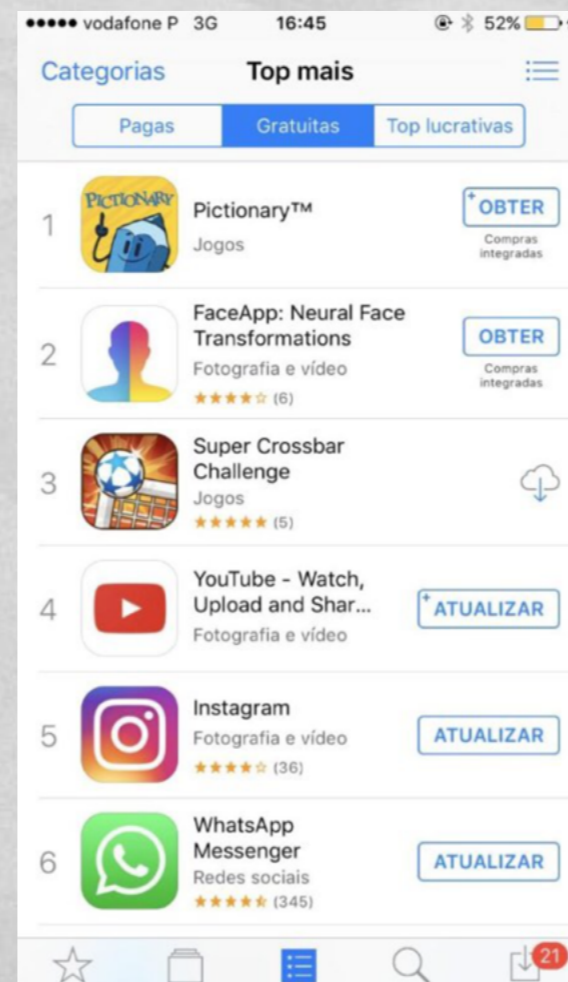 vodafone P 3G 16:45 52%
Categorias Top mais
Pagas Gratuitas Top lucrativas
1 PICTIONARY Pictionary™ +OBTER
Jogos Compras
integradas
2 FaceApp: Neural Face
Transformations OBTER
Fotografia e vídeo Compras
integradas
(6)
3 Super Crossbar
Challenge
Jogos
(5)
4 YouTube - Watch,
Upload and Shar... +ATUALIZAR
Fotografia e vídeo
5 Instagram ATUALIZAR
Fotografia e vídeo
(36)
6 WhatsApp
Messenger ATUALIZAR
Redes sociais
(345)
21